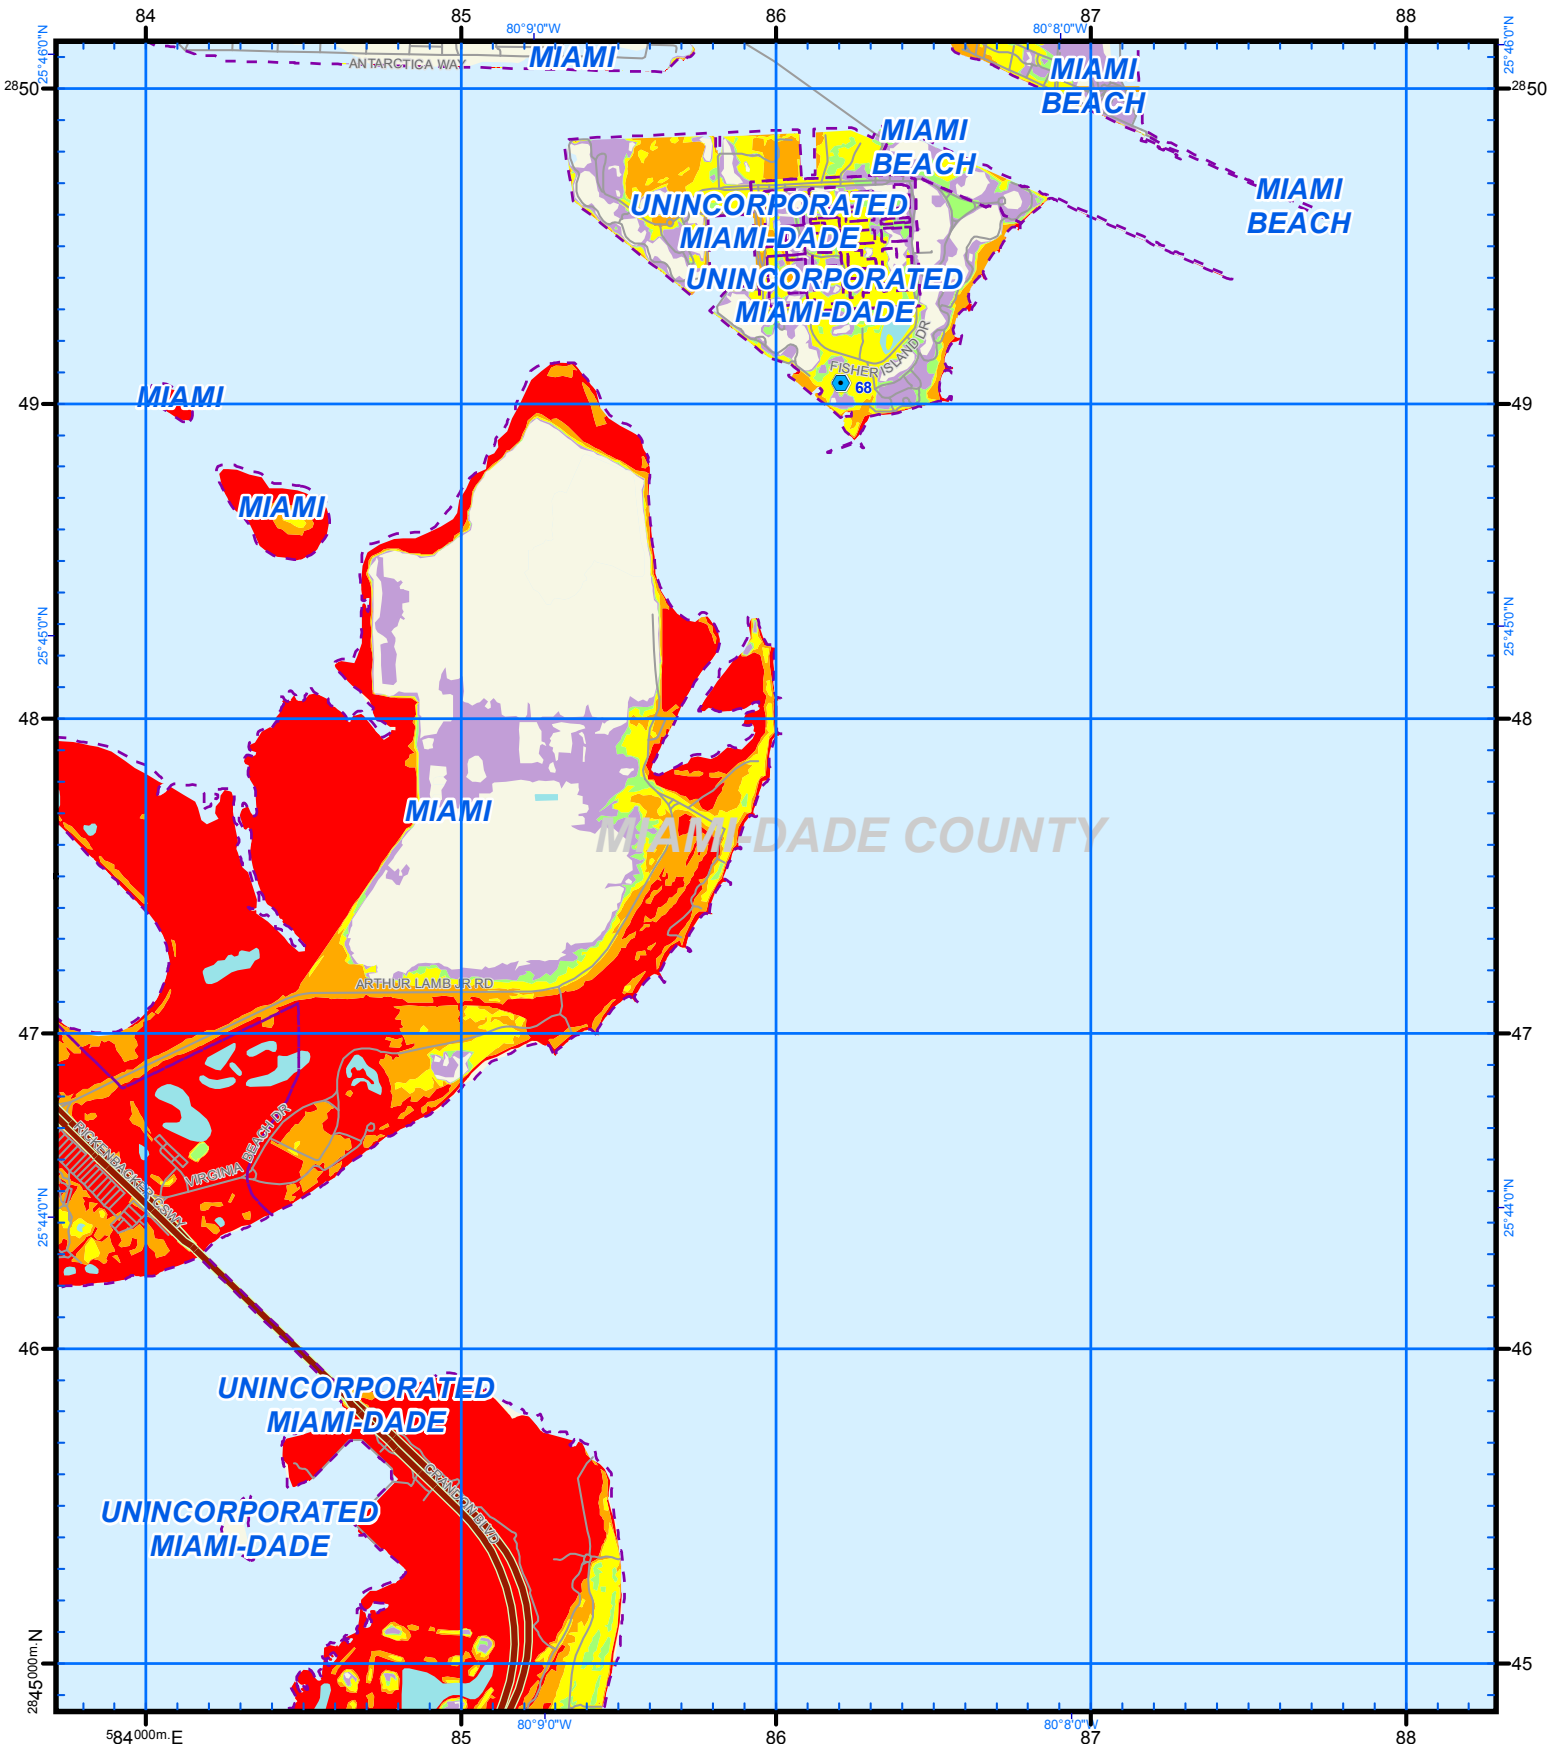 84
85
86
87
88
80°9'0"W
80°8'0"W
25°46'0"N
25°46'0"N
ANTARCTICA WAY
MIAMI
MIAMI
BEACH
2850
2850
MIAMI
BEACH
MIAMI
BEACH
UNINCORPORATED
MIAMI-DADE
UNINCORPORATED
MIAMI-DADE
FISHER ISLAND DR
68
MIAMI
49
49
MIAMI
25°45'0"N
25°45'0"N
48
48
MIAMI
MIAMI-DADE COUNTY
ARTHUR LAMB JR RD
47
47
RICKENBACKER CSWY
VIRGINIA BEACH DR
25°44'0"N
25°44'0"N
46
46
UNINCORPORATED
MIAMI-DADE
CRANDON BLVD
UNINCORPORATED
MIAMI-DADE
2845000m.N
45
584000m.E
85
80°9'0"W
86
80°8'0"W
87
88